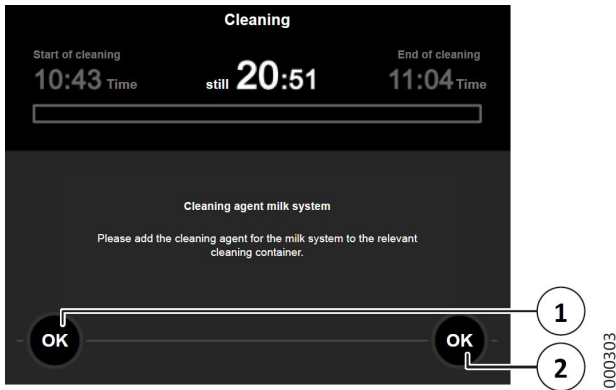 Cleaning
Start of cleaning
10:43 Time
still 20:51
End of cleaning
11:04 Time
Cleaning agent milk system
Please add the cleaning agent for the milk system to the relevant
cleaning container.
OK
OK
1
2
000303